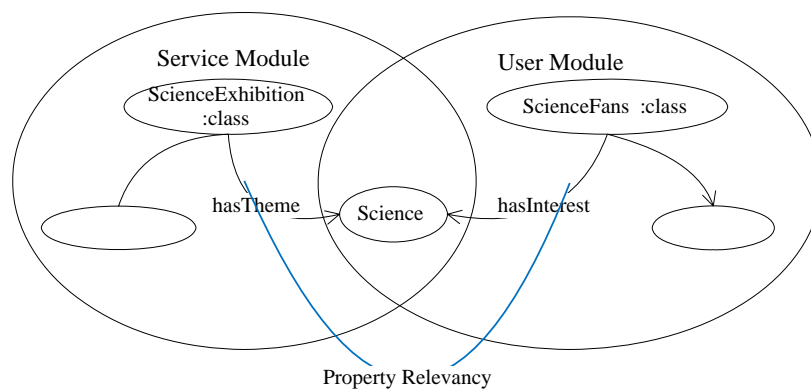 Service Module
User Module
ScienceExhibition
:class
ScienceFans :class
hasTheme
Science
hasInterest
Property Relevancy